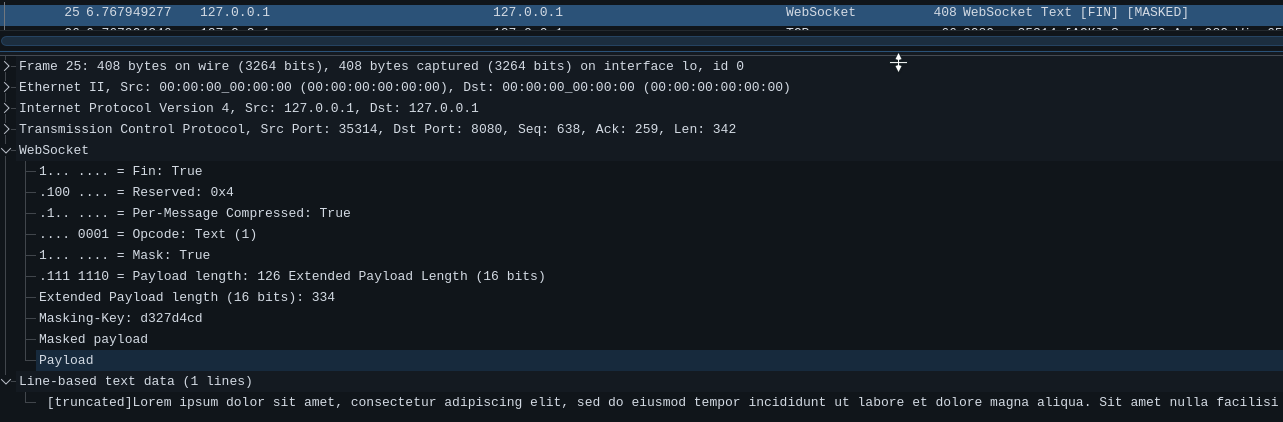 25 6.767949277 127.0.0.1 127.0.0.1 WebSocket 408 WebSocket Text [FIN] [MASKED]
Frame 25: 408 bytes on wire (3264 bits), 408 bytes captured (3264 bits) on interface lo, id 0
Ethernet II, Src: 00:00:00_00:00:00 (00:00:00:00:00:00), Dst: 00:00:00_00:00:00 (00:00:00:00:00:00)
Internet Protocol Version 4, Src: 127.0.0.1, Dst: 127.0.0.1
Transmission Control Protocol, Src Port: 35314, Dst Port: 8080, Seq: 638, Ack: 259, Len: 342
WebSocket
1... .... = Fin: True
.100 .... = Reserved: 0x4
.1.. .... = Per-Message Compressed: True
.... 0001 = Opcode: Text (1)
1... .... = Mask: True
.111 1110 = Payload length: 126 Extended Payload Length (16 bits)
Extended Payload length (16 bits): 334
Masking-Key: d327d4cd
Masked payload
Payload
Line-based text data (1 lines)
[truncated]Lorem ipsum dolor sit amet, consectetur adipiscing elit, sed do eiusmod tempor incididunt ut labore et dolore magna aliqua. Sit amet nulla facilisi